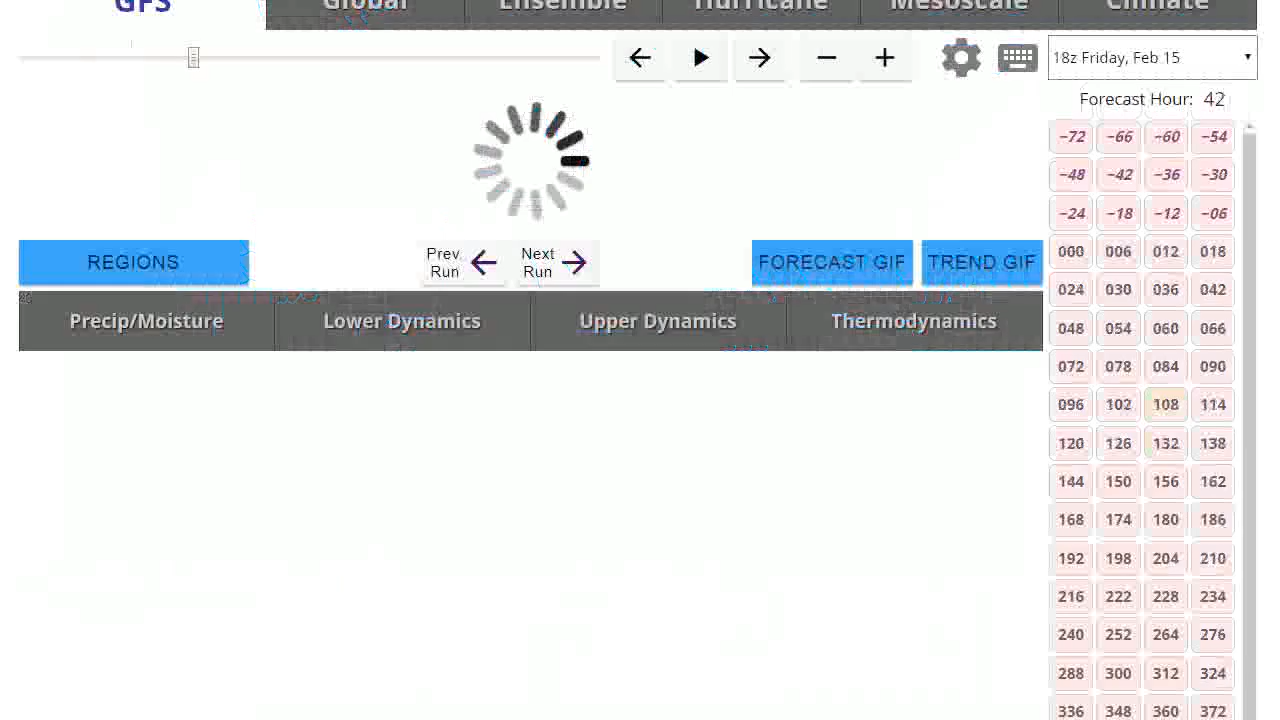 GFS Global Ensemble Hurricane Mesoscale Climate
18z Friday, Feb 15
Forecast Hour: 42
−72 −66 −60 −54
−48 −42 −36 −30
−24 −18 −12 −06
REGIONS
Prev Run
Next Run
FORECAST GIF
TREND GIF
000 006 012 018
024 030 036 042
Precip/Moisture Lower Dynamics Upper Dynamics Thermodynamics
048 054 060 066
072 078 084 090
096 102 108 114
120 126 132 138
144 150 156 162
168 174 180 186
192 198 204 210
216 222 228 234
240 252 264 276
288 300 312 324
336 348 360 372